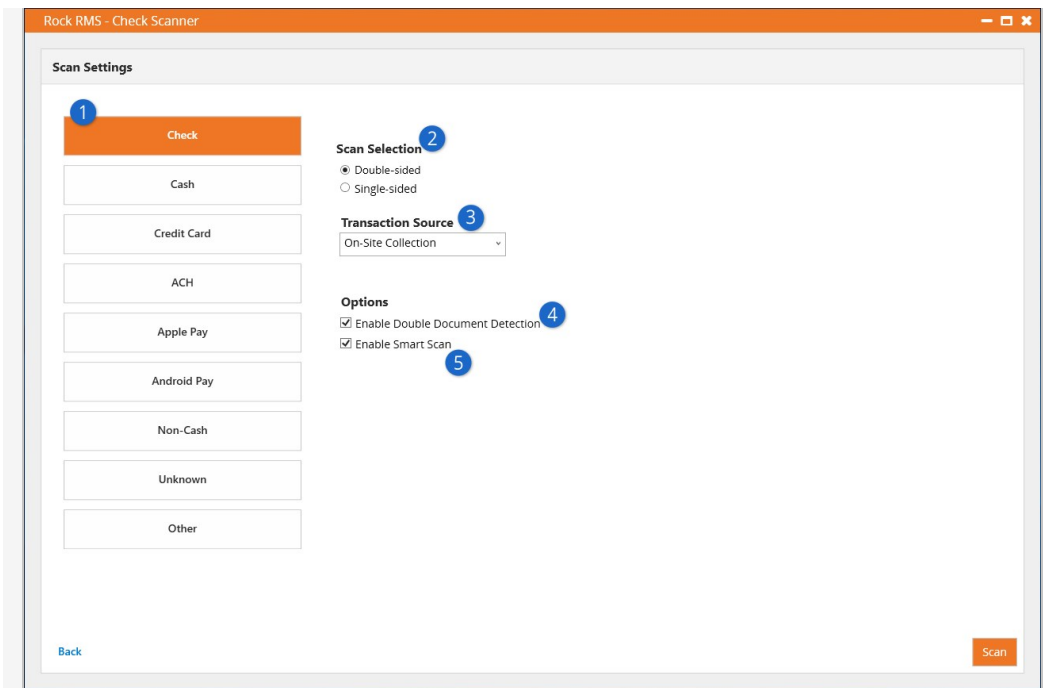 Rock RMS - Check Scanner
Scan Settings
1
Check
Cash
Credit Card
ACH
Apple Pay
Android Pay
Non-Cash
Unknown
Other
Scan Selection 2
Double-sided
Single-sided
Transaction Source 3
On-Site Collection
Options
Enable Double Document Detection 4
Enable Smart Scan
5
Back
Scan